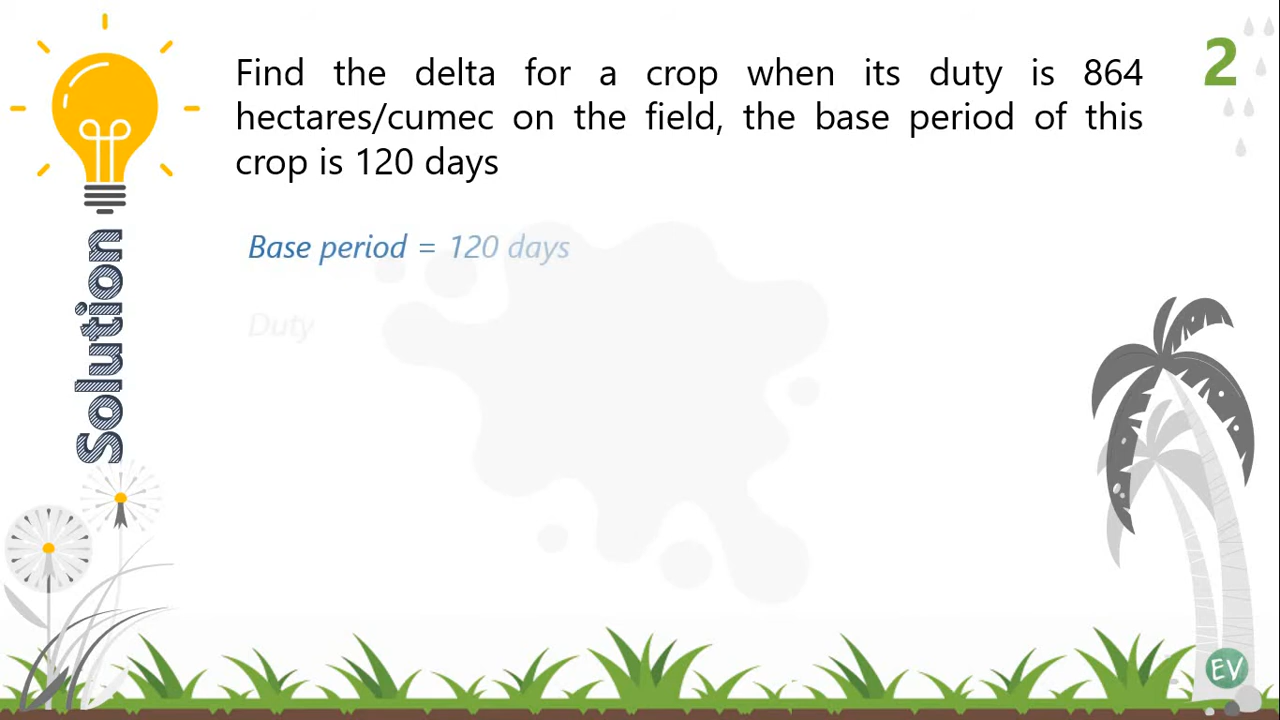 Find the delta for a crop when its duty is 864
hectares/cumec on the field, the base period of this
crop is 120 days
2
Solution
Base period = 120 days
Duty
EV